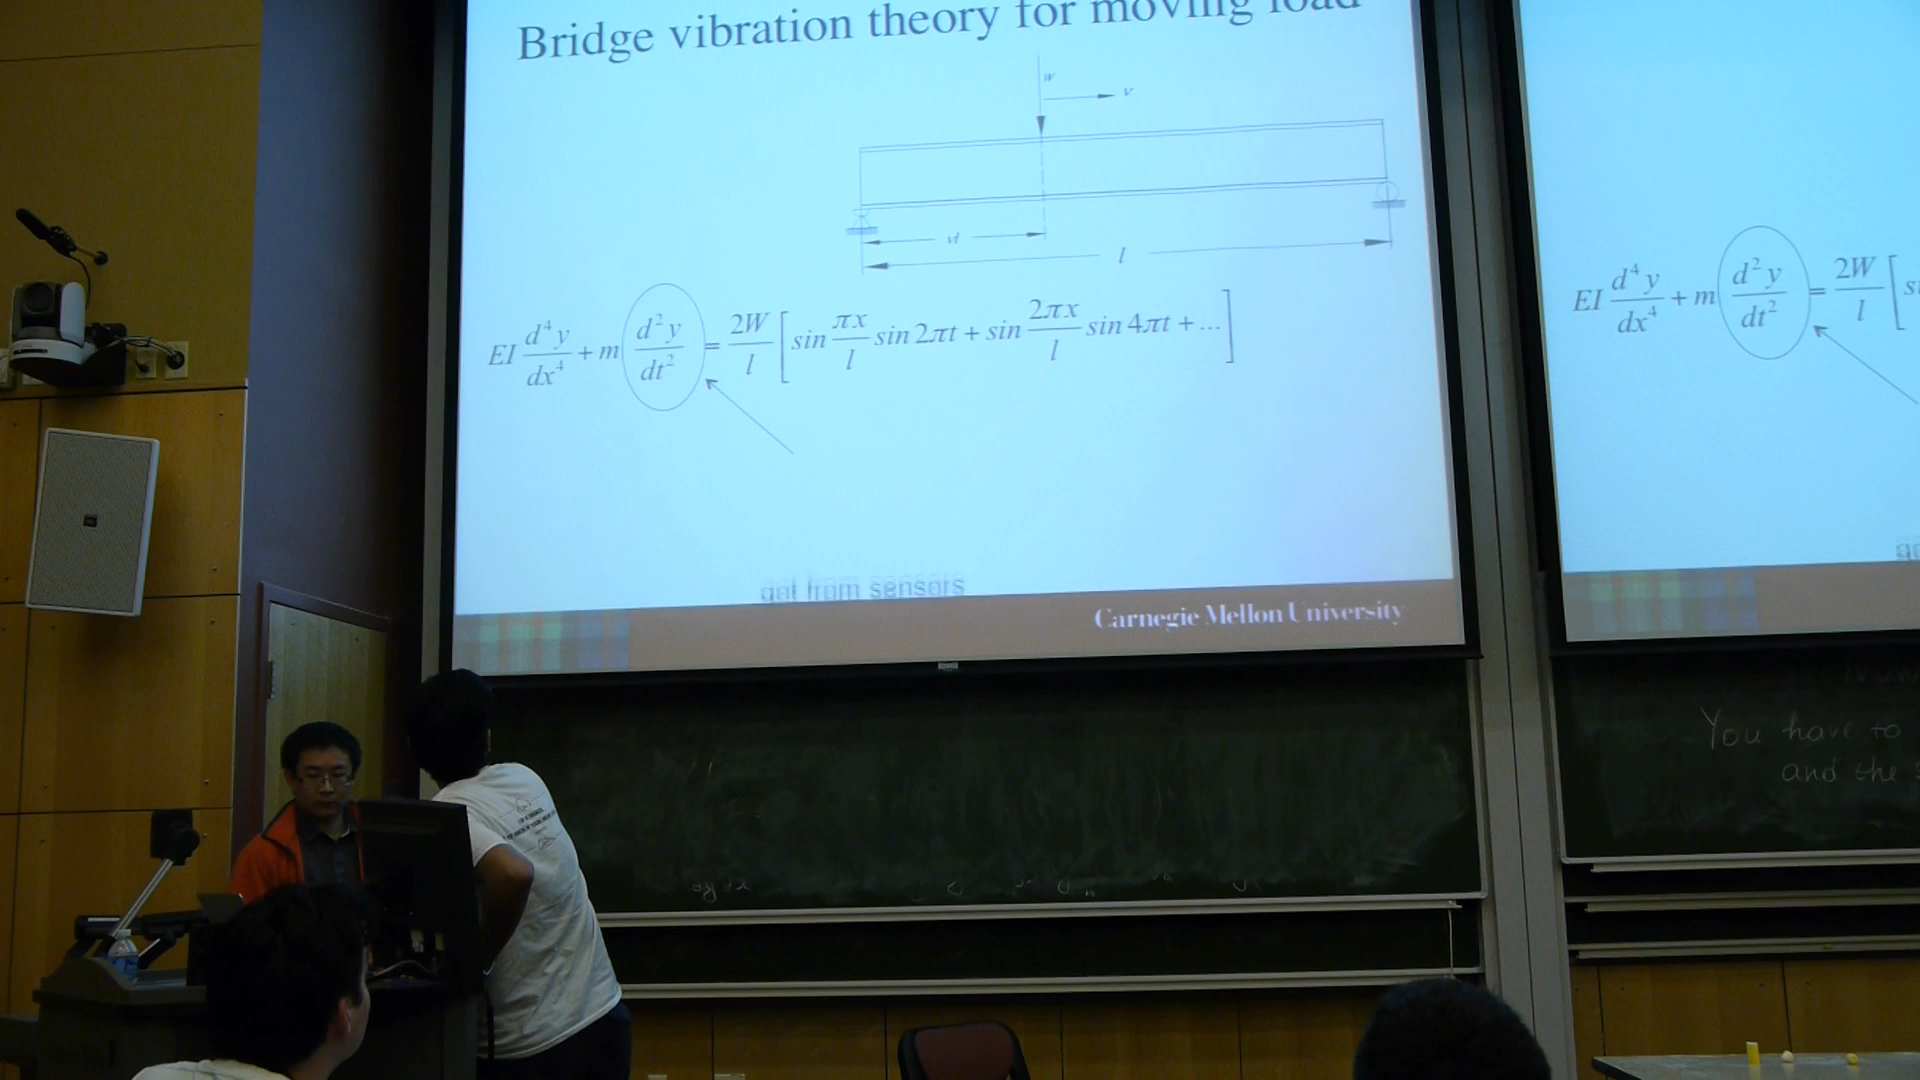 Bridge vibration theory for moving load
W
v
vt
l
EI d⁴y/dx⁴ + m d²y/dt² = 2W/l [ sin πx/l sin 2πt + sin 2πx/l sin 4πt + ... ]
got from sensors
Carnegie Mellon University
EI d⁴y/dx⁴ + m d²y/dt² = 2W/l [
You have to
and the